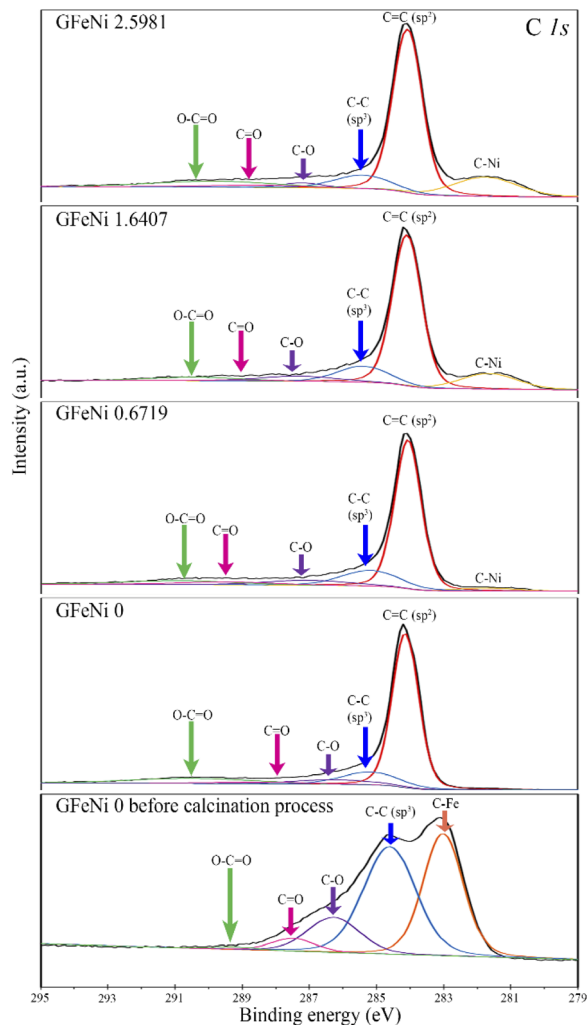 GFeNi 2.5981
C=C (sp²)
C 1s
O-C=O
C=O
C-O
C-C
(sp³)
C-Ni
GFeNi 1.6407
C=C (sp²)
O-C=O
C=O
C-O
C-C
(sp³)
C-Ni
GFeNi 0.6719
C=C (sp²)
O-C=O
C=O
C-O
C-C
(sp³)
C-Ni
GFeNi 0
C=C (sp²)
O-C=O
C=O
C-O
C-C
(sp³)
GFeNi 0 before calcination process
C-C (sp³)
C-Fe
O-C=O
C=O
C-O
Intensity (a.u.)
295 293 291 289 287 285 283 281 279
Binding energy (eV)